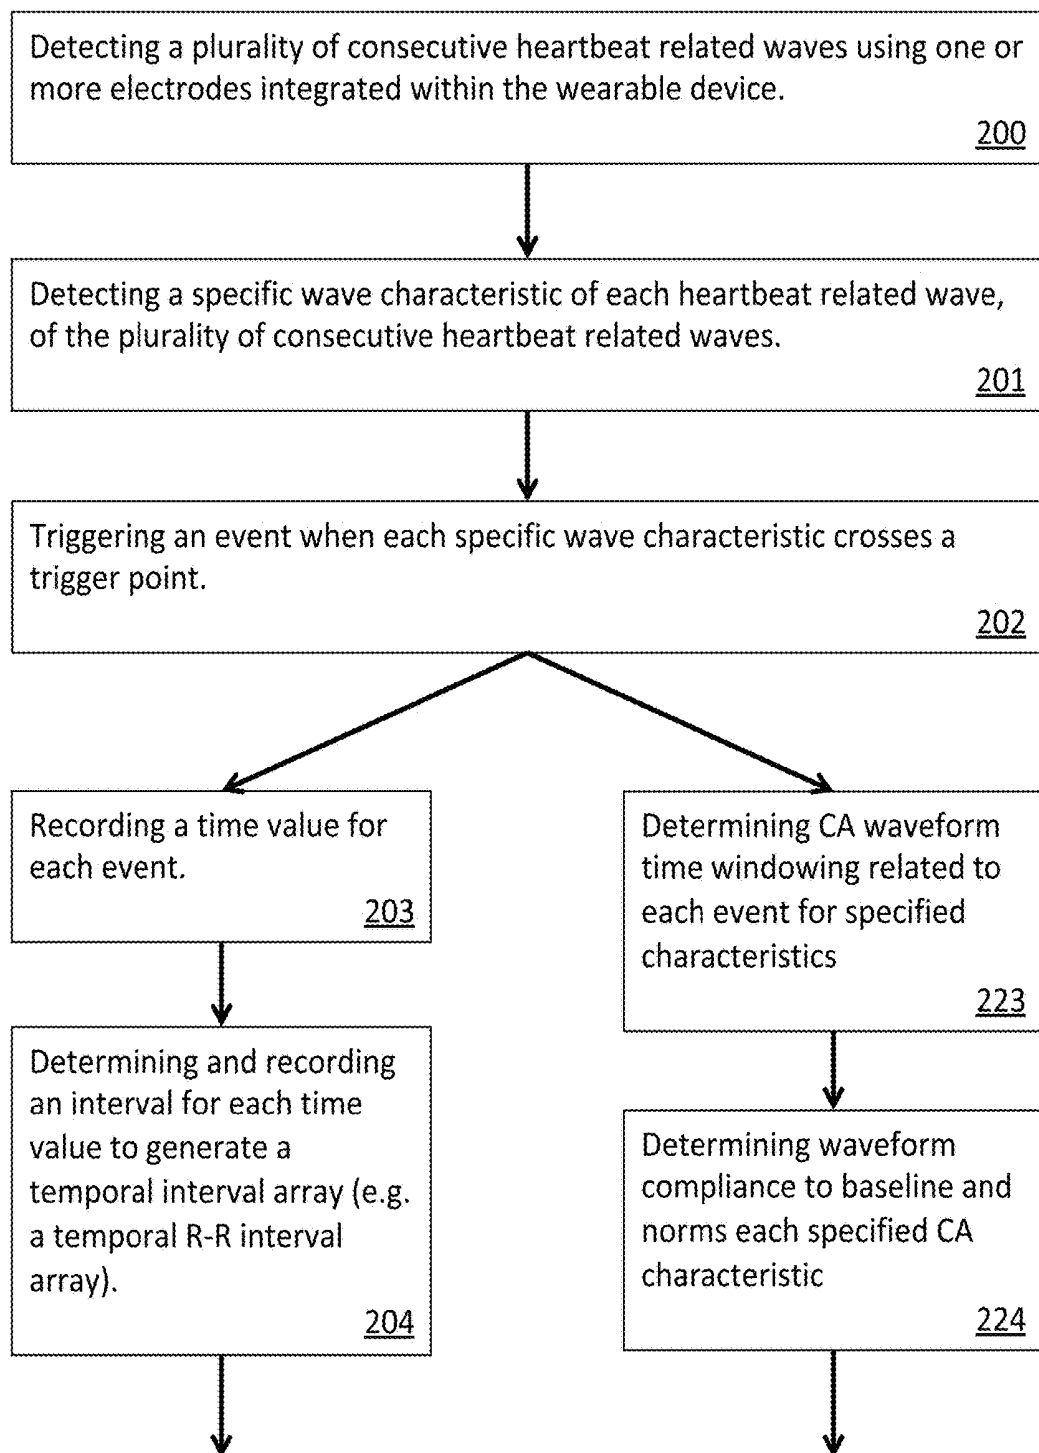 Detecting a plurality of consecutive heartbeat related waves using one or
more electrodes integrated within the wearable device.
200
Detecting a specific wave characteristic of each heartbeat related wave,
of the plurality of consecutive heartbeat related waves.
201
Triggering an event when each specific wave characteristic crosses a
trigger point.
202
Recording a time value for
each event.
203
Determining and recording
an interval for each time
value to generate a
temporal interval array (e.g.
a temporal R-R interval
array).
204
Determining CA waveform
time windowing related to
each event for specified
characteristics
223
Determining waveform
compliance to baseline and
norms each specified CA
characteristic
224